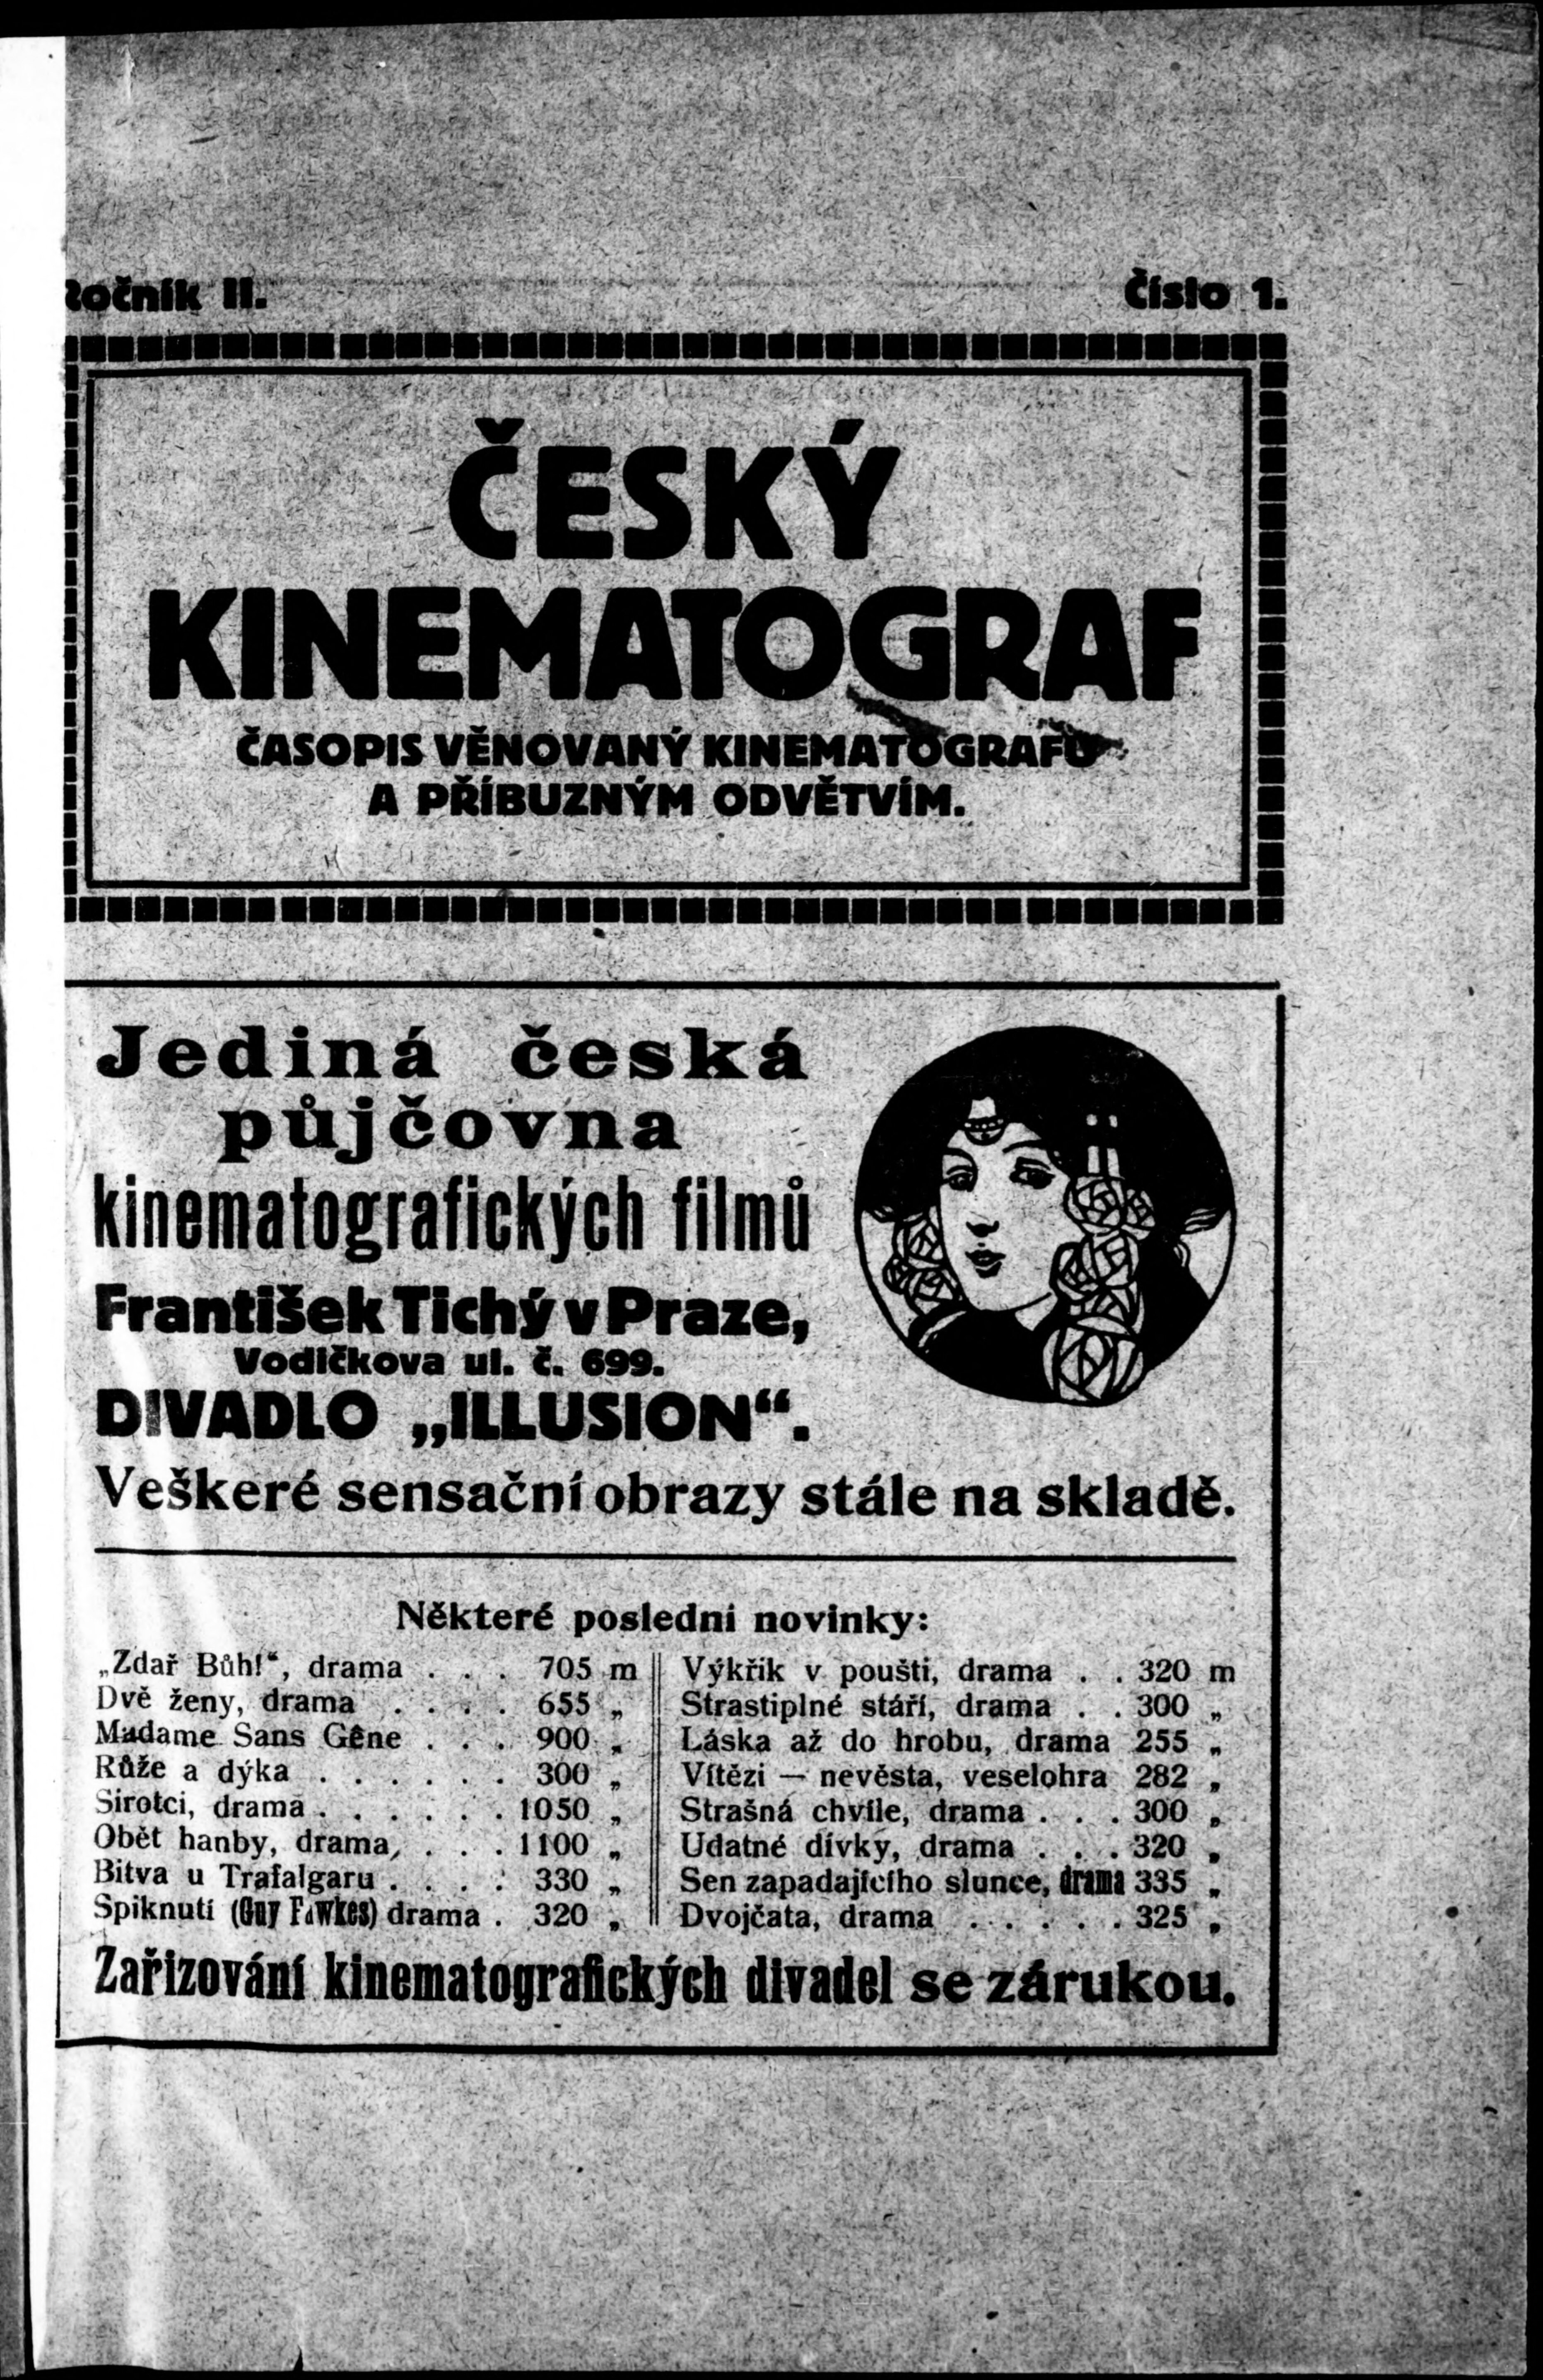 Ročník II.
Číslo 1.
ČESKÝ
KINEMATOGRAF
ČASOPIS VĚNOVANÝ KINEMATOGRAFU
A PŘÍBUZNÝM ODVĚTVÍM.
Jediná česká
půjčovna
kinematografických filmů
František Tichý v Praze,
Vodičkova ul. č. 699.
DIVADLO „ILLUSION“.
Veškeré sensační obrazy stále na skladě.
Některé poslední novinky:
„Zdař Bůh!“, drama . . . 705 m
Dvě ženy, drama . . . . 655 „
Madame Sans Gêne . . . 900 „
Růže a dýka . . . . . . 300 „
Sirotci, drama . . . . . . 1050 „
Obět hanby, drama, . . . 1100 „
Bitva u Trafalgaru . . . . 330 „
Spiknutí (Guy Fawkes) drama . 320 „
Výkřik v poušti, drama . . 320 m
Strastiplné stáří, drama . . 300 „
Láska až do hrobu, drama 255 „
Vítězi — nevěsta, veselohra 282 „
Strašná chvíle, drama . . . 300 „
Udatné dívky, drama . . . 320 „
Sen zapadajícího slunce, drama 335 „
Dvojčata, drama . . . . . 325 „
Zařizování kinematografických divadel se zárukou.